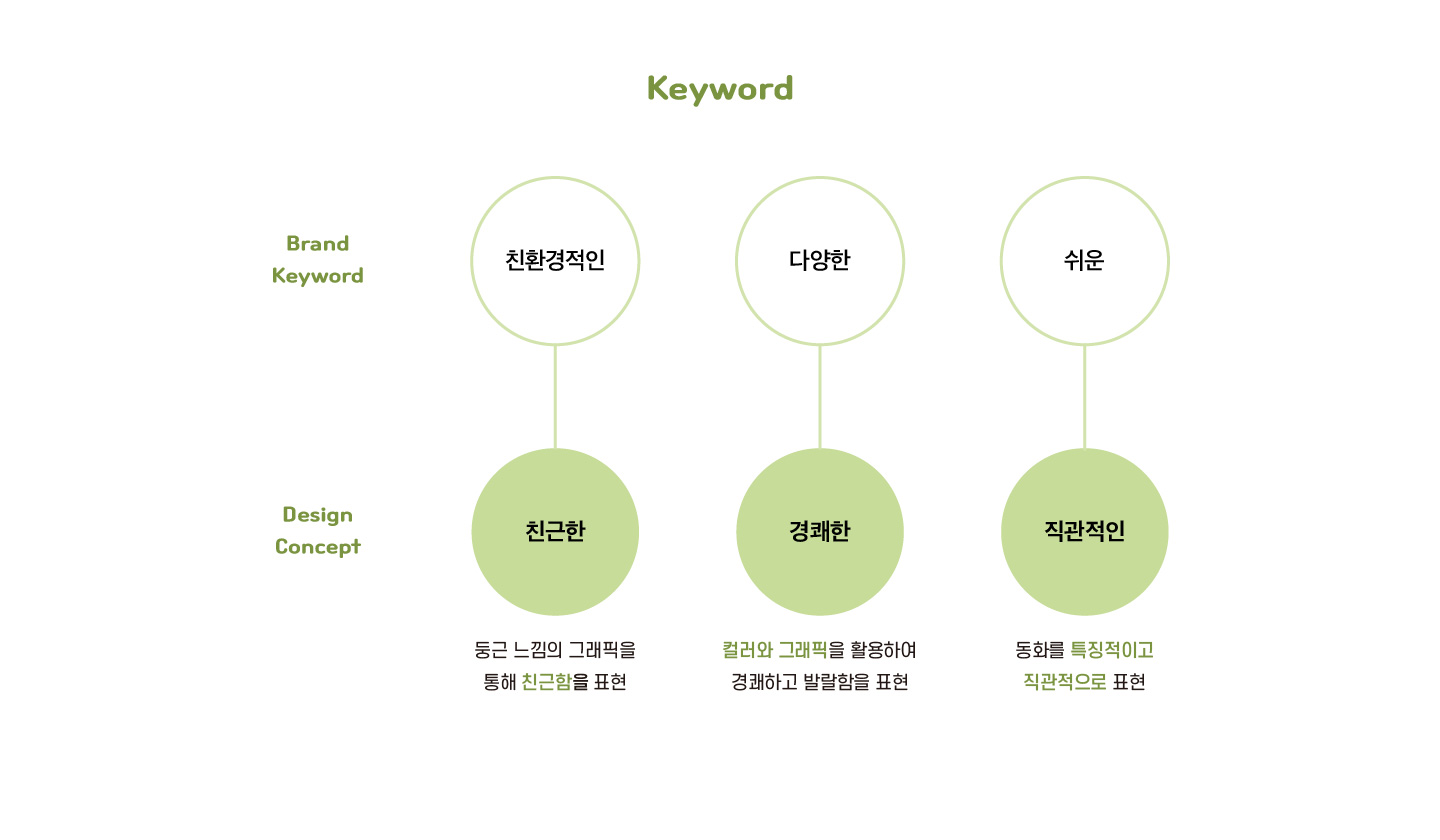 Keyword
Brand
Keyword
친환경적인
다양한
쉬운
Design
Concept
친근한
경쾌한
직관적인
둥근 느낌의 그래픽을
통해 친근함을 표현
컬러와 그래픽을 활용하여
경쾌하고 발랄함을 표현
동화를 특징적이고
직관적으로 표현